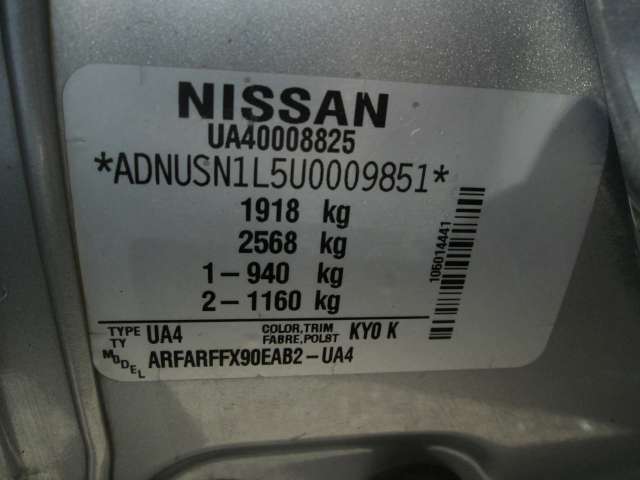 NISSAN
UA40008825
*ADNUSN1L5U0009851*
1918 kg
2568 kg
1-940 kg
2-1160 kg
106014441
TYPE TY UA4 COLOR,TRIM FABRE,POLBT KY0 K
MODEL ARFARFFX90EAB2-UA4